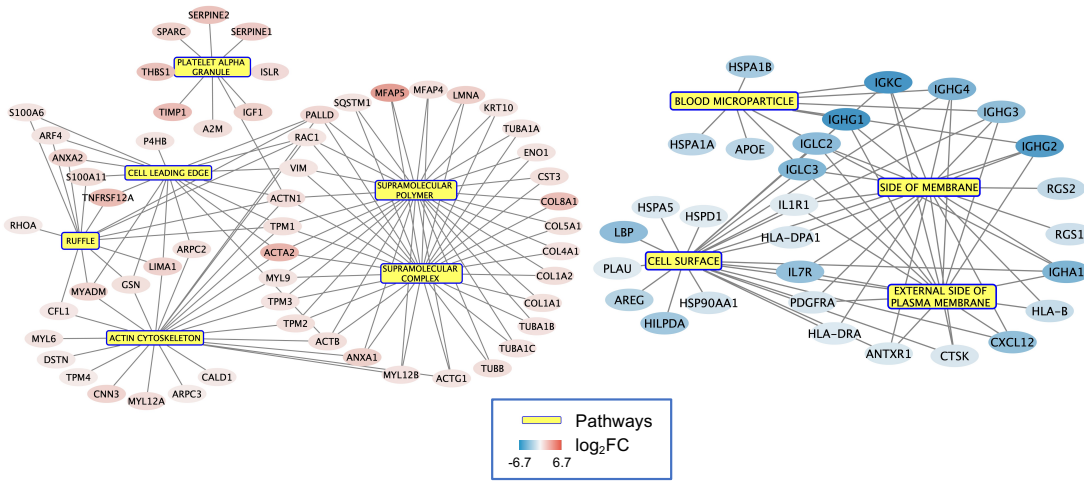 SERPINE2
SPARC
SERPINE1
PLATELET ALPHA
GRANULE
THBS1
ISLR
TIMP1
IGF1
A2M
MFAP5
MFAP4
LMNA
SQSTM1
KRT10
PALLD
TUBA1A
RAC1
ENO1
VIM
CST3
ACTN1
COL8A1
SUPRAMOLECULAR
POLYMER
TPM1
COL5A1
ACTA2
COL4A1
MYL9
SUPRAMOLECULAR
COMPLEX
COL1A2
TPM3
COL1A1
TPM2
TUBA1B
ACTB
TUBA1C
ANXA1
TUBB
MYL12B
ACTG1
S100A6
ARF4
P4HB
ANXA2
S100A11
CELL LEADING EDGE
TNFRSF12A
RHOA
RUFFLE
ARPC2
LIMA1
GSN
MYADM
CFL1
MYL6
ACTIN CYTOSKELETON
DSTN
TPM4
CALD1
CNN3
ARPC3
MYL12A
HSPA1B
IGKC
IGHG4
BLOOD MICROPARTICLE
IGHG3
IGHG1
HSPA1A
APOE
IGLC2
IGHG2
IGLC3
SIDE OF MEMBRANE
RGS2
HSPA5
HSPD1
IL1R1
LBP
HLA-DPA1
RGS1
CELL SURFACE
PLAU
IL7R
IGHA1
AREG
HSP90AA1
PDGFRA
EXTERNAL SIDE OF
PLASMA MEMBRANE
HLA-B
HILPDA
HLA-DRA
CXCL12
ANTXR1
CTSK
Pathways
log₂FC
-6.7 6.7